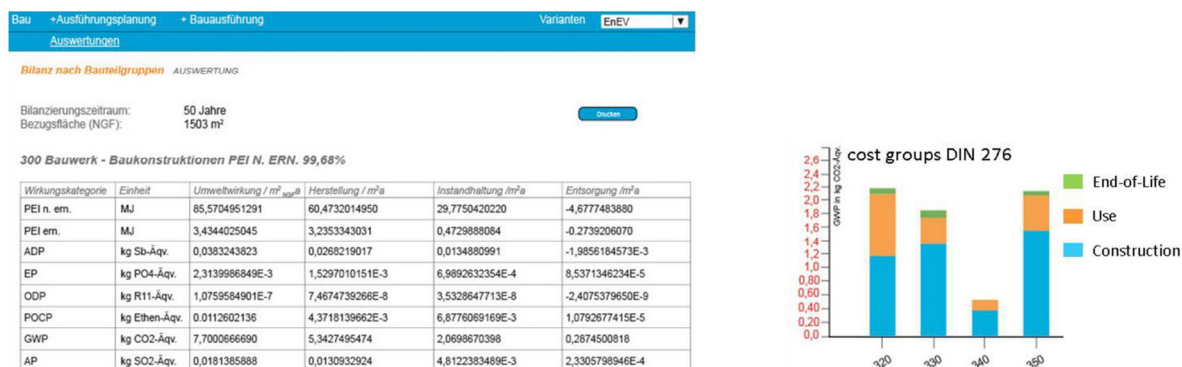 Bau +Ausführungsplanung + Bauausführung Varianten EnEV
Auswertungen
Bilanz nach Bauteilgruppen AUSWERTUNG
Bilanzierungszeitraum: 50 Jahre
Bezugsfläche (NGF): 1503 m²
Drucken
300 Bauwerk - Baukonstruktionen PEI N. ERN. 99,68%
Wirkungskategorie Einheit Umweltwirkung / m² NGF a Herstellung / m²a Instandhaltung /m²a Entsorgung /m²a
PEI n. ern. MJ 85,5704951291 60,4732014950 29,7750420220 -4,6777483880
PEI ern. MJ 3,4344025045 3,2353343031 0,4729888084 -0.2739206070
ADP kg Sb-Äqv. 0,0383243823 0,0268219017 0,0134880991 -1,9856184573E-3
EP kg PO4-Äqv. 2,3139986849E-3 1,5297010151E-3 6,9892632354E-4 8,5371346234E-5
ODP kg R11-Äqv. 1,0759584901E-7 7,4674739266E-8 3,5328647713E-8 -2,4075379650E-9
POCP kg Ethen-Äqv. 0.0112602136 4,3718139662E-3 6,8776069169E-3 1,0792677415E-5
GWP kg CO2-Äqv. 7,7000666690 5,3427495474 2,0698670398 0,2874500818
AP kg SO2-Äqv. 0,0181385888 0,0130932924 4,8122383489E-3 2,3305798946E-4
cost groups DIN 276
GWP in kg CO2-Äqv.
2,6
2,4
2,2
2,0
1,8
1,6
1,4
1,2
1,0
0,80
0,60
0,40
0,20
0,0
320 330 340 350
End-of-Life
Use
Construction